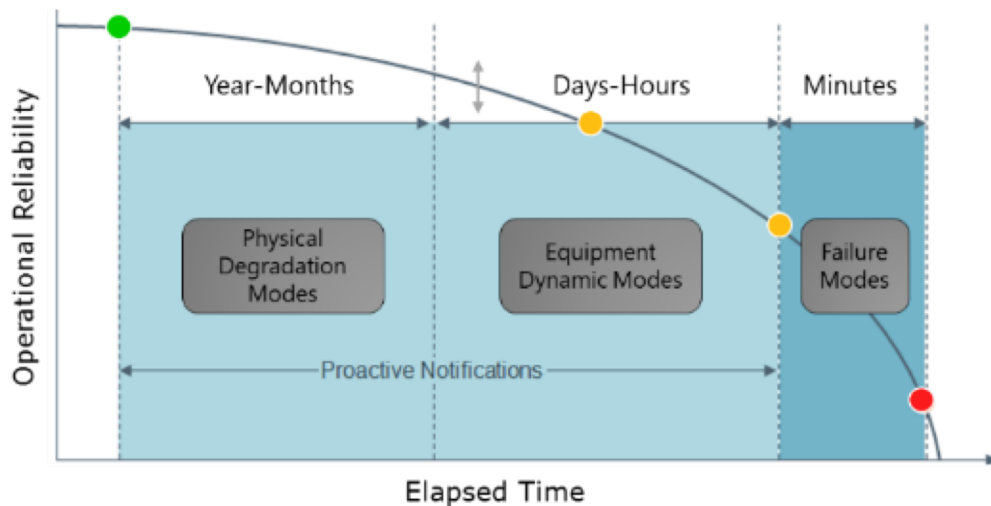 Year-Months
Days-Hours
Minutes
Operational Reliability
Physical
Degradation
Modes
Equipment
Dynamic Modes
Failure
Modes
Proactive Notifications
Elapsed Time